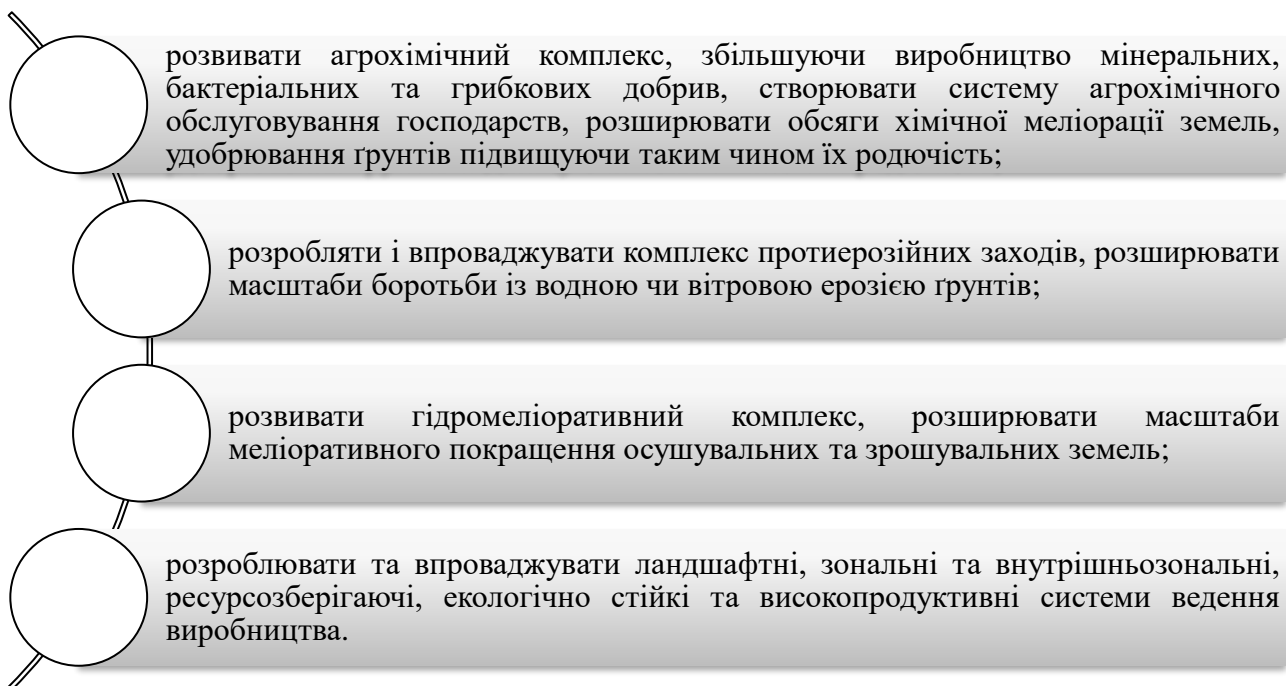 розвивати агрохімічний комплекс, збільшуючи виробництво мінеральних,
бактеріальних та грибкових добрив, створювати систему агрохімічного
обслуговування господарств, розширювати обсяги хімічної меліорації земель,
удобрювання ґрунтів підвищуючи таким чином їх родючість;
розробляти і впроваджувати комплекс протиерозійних заходів, розширювати
масштаби боротьби із водною чи вітровою ерозією ґрунтів;
розвивати гідромеліоративний комплекс, розширювати масштаби
меліоративного покращення осушувальних та зрошувальних земель;
розроблювати та впроваджувати ландшафтні, зональні та внутрішньозональні,
ресурсозберігаючі, екологічно стійкі та високопродуктивні системи ведення
виробництва.